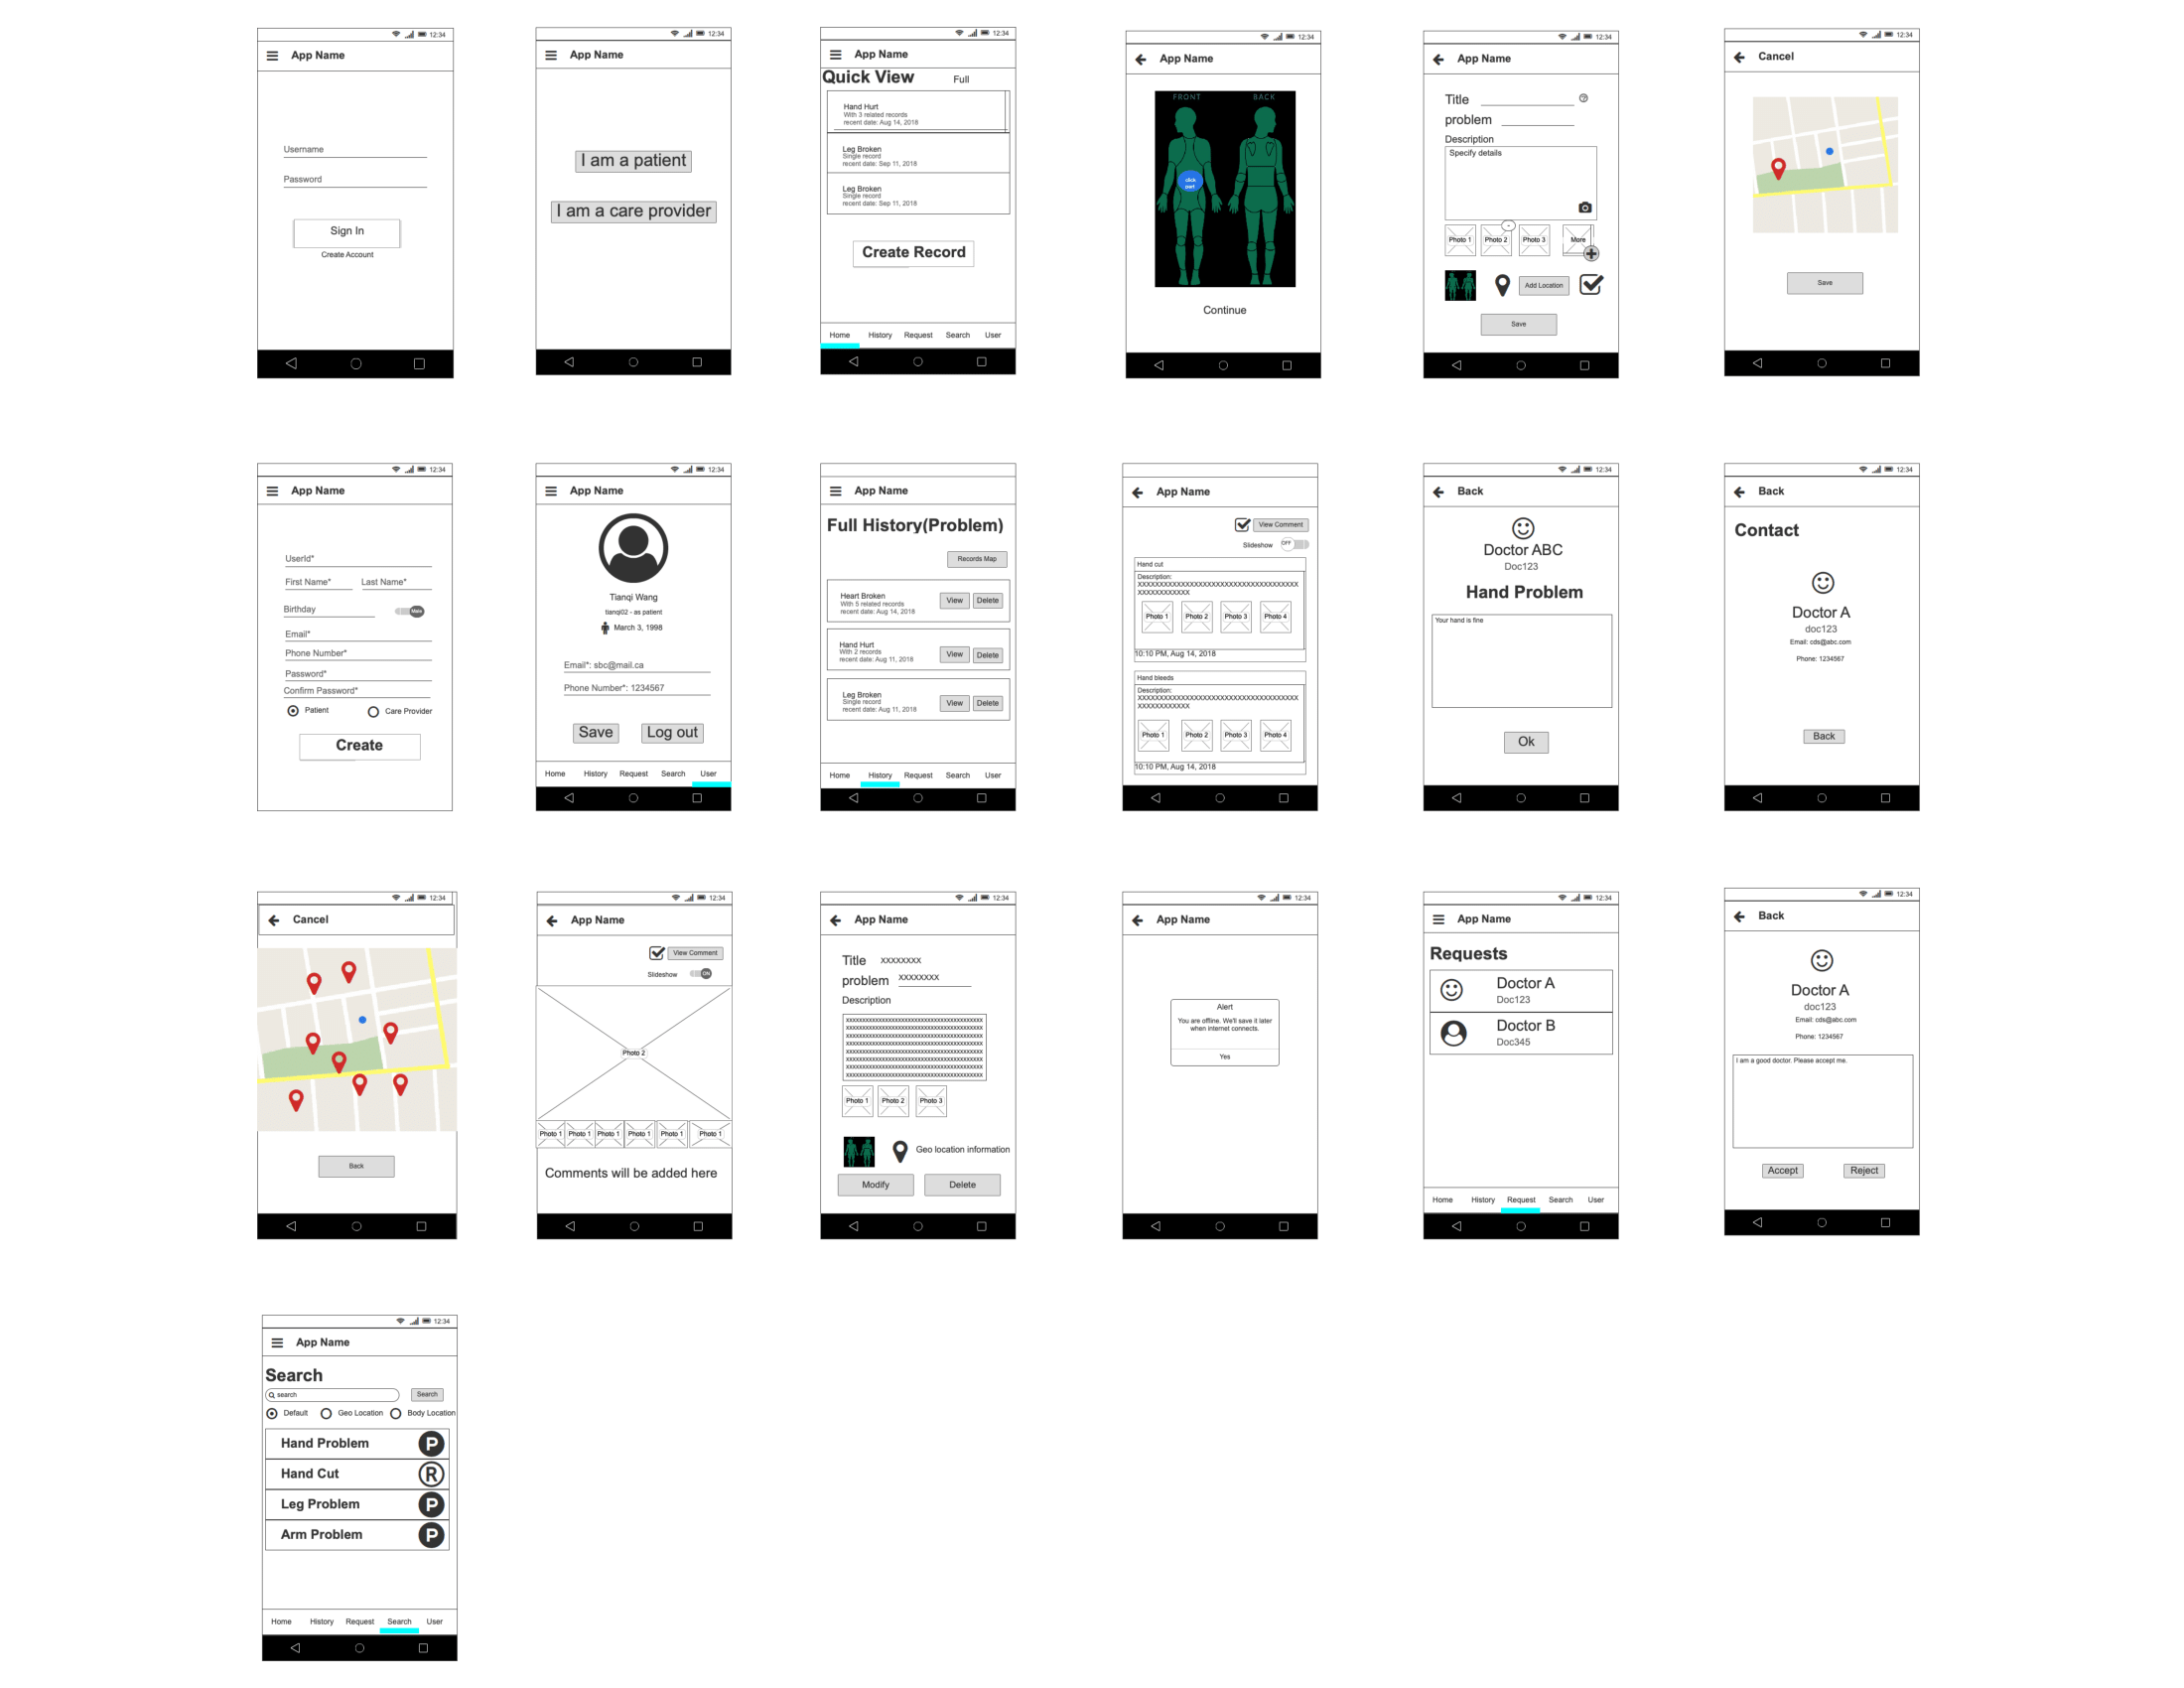 12:34
App Name
Username
Password
Sign In
Create Account
12:34
App Name
I am a patient
I am a care provider
12:34
App Name
Quick View Full
Hand Hurt
With 3 related records
recent date: Aug 14, 2018
Leg Broken
Single record
recent date: Sep 11, 2018
Leg Broken
Single record
recent date: Sep 11, 2018
Create Record
Home History Request Search User
12:34
App Name
FRONT BACK
click
part
Continue
12:34
App Name
Title
problem
Description
Specify details
-
Photo 1 Photo 2 Photo 3 More
Add Location
Save
12:34
Cancel
Save
12:34
App Name
UserId*
First Name* Last Name*
Birthday Male
Email*
Phone Number*
Password*
Confirm Password*
Patient Care Provider
Create
12:34
App Name
Tianqi Wang
tianqi02 - as patient
March 3, 1998
Email*: sbc@mail.ca
Phone Number*: 1234567
Save Log out
Home History Request Search User
App Name
Full History(Problem)
Records Map
Heart Broken
With 5 related records
recent date: Aug 14, 2018
View Delete
Hand Hurt
With 2 records
recent date: Aug 11, 2018
View Delete
Leg Broken
Single record
recent date: Aug 11, 2018
View Delete
Home History Request Search User
App Name
View Comment
Slideshow OFF
Hand cut
Description:
XXXXXXXXXXXXXXXXXXXXXXXXXXXXXXXXXXXXX
XXXXXXXXXXXX
Photo 1 Photo 2 Photo 3 Photo 4
10:10 PM, Aug 14, 2018
Hand bleeds
Description:
XXXXXXXXXXXXXXXXXXXXXXXXXXXXXXXXXXXXX
XXXXXXXXXXXX
Photo 1 Photo 2 Photo 3 Photo 4
10:10 PM, Aug 14, 2018
12:34
Back
Doctor ABC
Doc123
Hand Problem
Your hand is fine
Ok
12:34
Back
Contact
Doctor A
doc123
Email: cds@abc.com
Phone: 1234567
Back
12:34
Cancel
Back
12:34
App Name
View Comment
Slideshow ON
Photo 2
Photo 1 Photo 1 Photo 1 Photo 1 Photo 1 Photo 1
Comments will be added here
12:34
App Name
Title XXXXXXXX
problem XXXXXXXX
Description
XXXXXXXXXXXXXXXXXXXXXXXXXXXXXXXXXXXXXXXX
XXXXXXXXXXXXXXXXXXXXXXXXXXXXXXXXXXXXXXXX
XXXXXXXXXXXXXXXXXXXXXXXXXXXXXXXXXXXXXXXX
XXXXXXXXXXXXXXXXXXXXXXXXXXXXXXXXXXXXXXXX
XXXXXXXXXXXXXXXXXXXXXXXXXXXXXXXXXXXXXXXX
XXXXXXXXXXXXXXXXXXXXXXXXXXXXXXXXXXXXXXXX
XXXXXXXXXXXXXXXXXXXXXXXXXXXXXXXXXXXXXXXX
XXXXXXXXXXXXXXXXXXXXXXXXXXXXXXXXXXXXXXXX
Photo 1 Photo 2 Photo 3
Geo location information
Modify Delete
12:34
App Name
Alert
You are offline. We'll save it later
when internet connects.
Yes
12:34
App Name
Requests
Doctor A
Doc123
Doctor B
Doc345
Home History Request Search User
12:34
Back
Doctor A
doc123
Email: cds@abc.com
Phone: 1234567
I am a good doctor. Please accept me.
Accept Reject
12:34
App Name
Search
search Search
Default Geo Location Body Location
Hand Problem P
Hand Cut R
Leg Problem P
Arm Problem P
Home History Request Search User